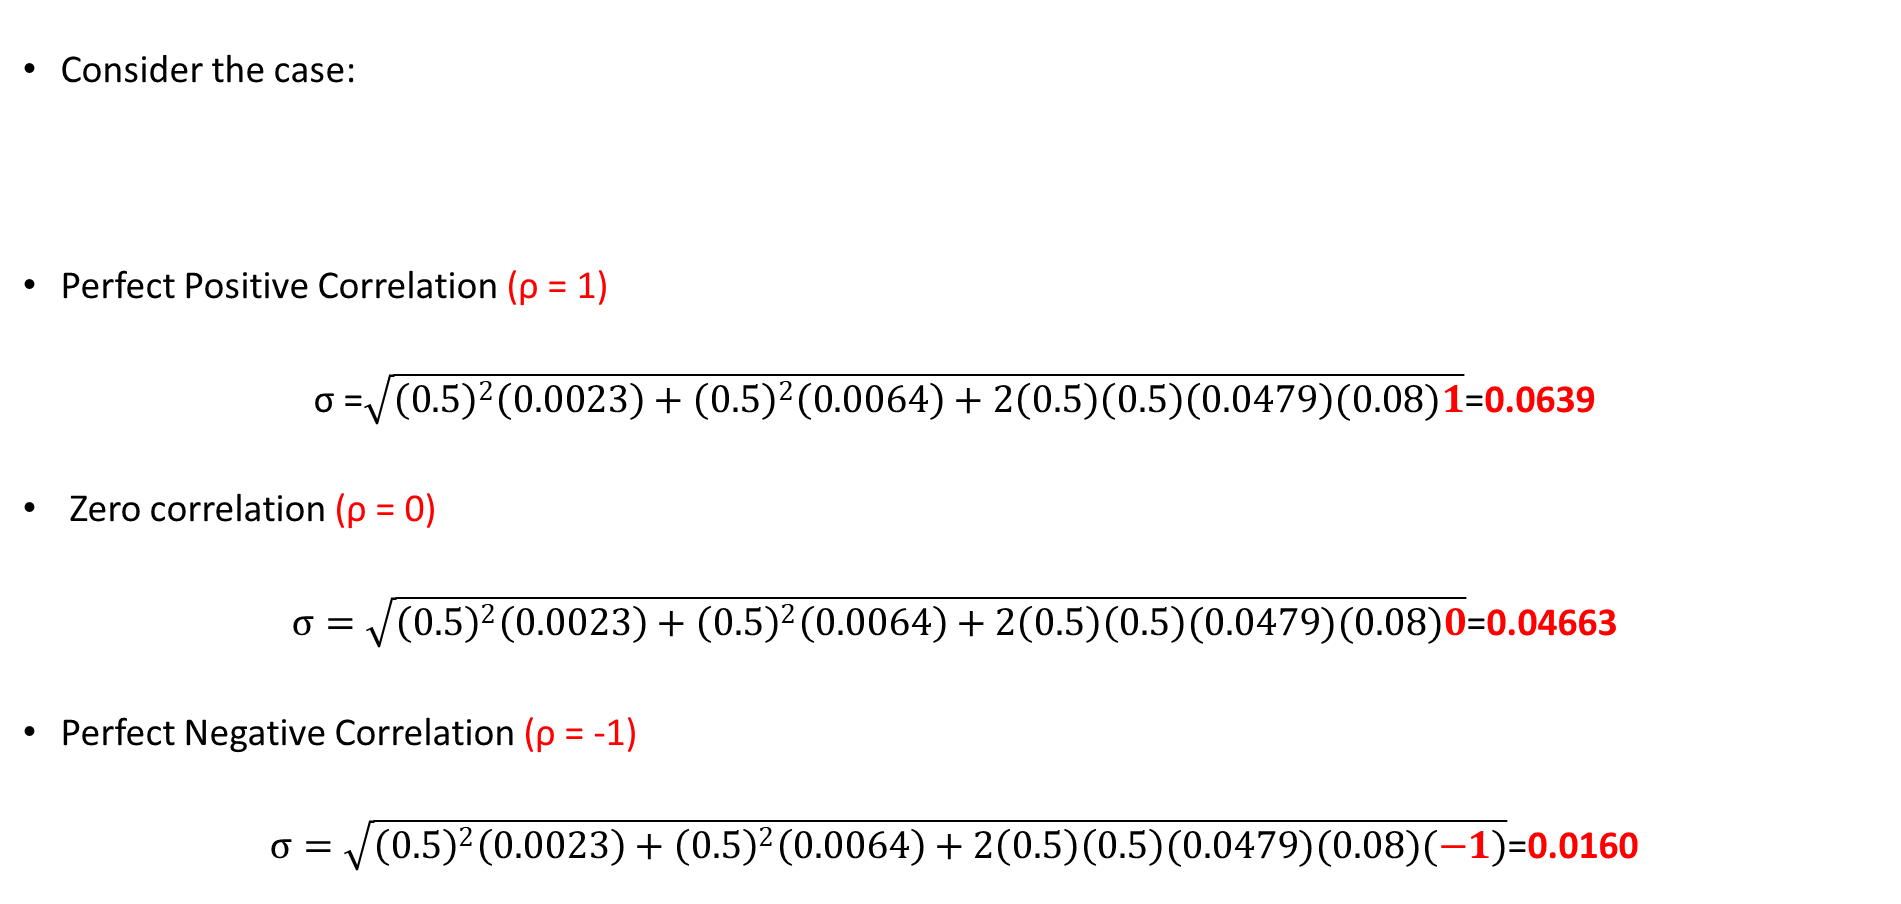 • Consider the case:
• Perfect Positive Correlation (ρ = 1)
σ =√(0.5)²(0.0023) + (0.5)²(0.0064) + 2(0.5)(0.5)(0.0479)(0.08)1=0.0639
• Zero correlation (ρ = 0)
σ = √(0.5)²(0.0023) + (0.5)²(0.0064) + 2(0.5)(0.5)(0.0479)(0.08)0=0.04663
• Perfect Negative Correlation (ρ = -1)
σ = √(0.5)²(0.0023) + (0.5)²(0.0064) + 2(0.5)(0.5)(0.0479)(0.08)(−1)=0.0160